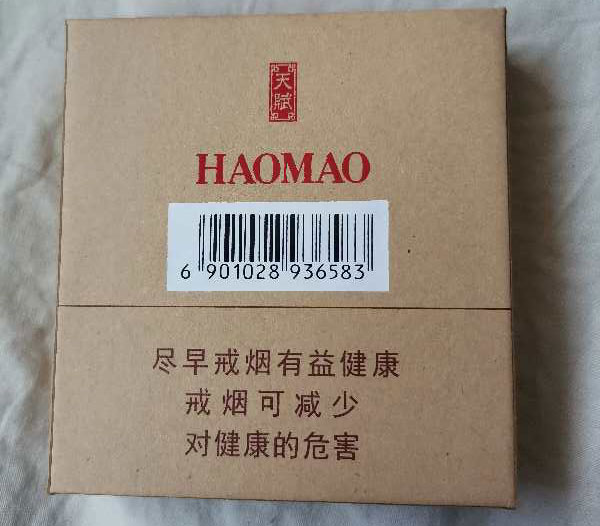 天赋
HAOMAO
6 901028 936583
尽早戒烟有益健康
戒烟可减少
对健康的危害